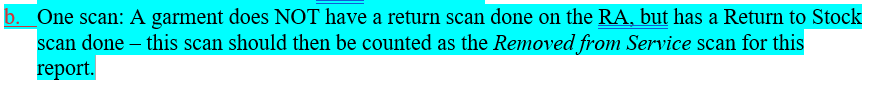 b. One scan: A garment does NOT have a return scan done on the RA, but has a Return to Stock
scan done – this scan should then be counted as the Removed from Service scan for this
report.